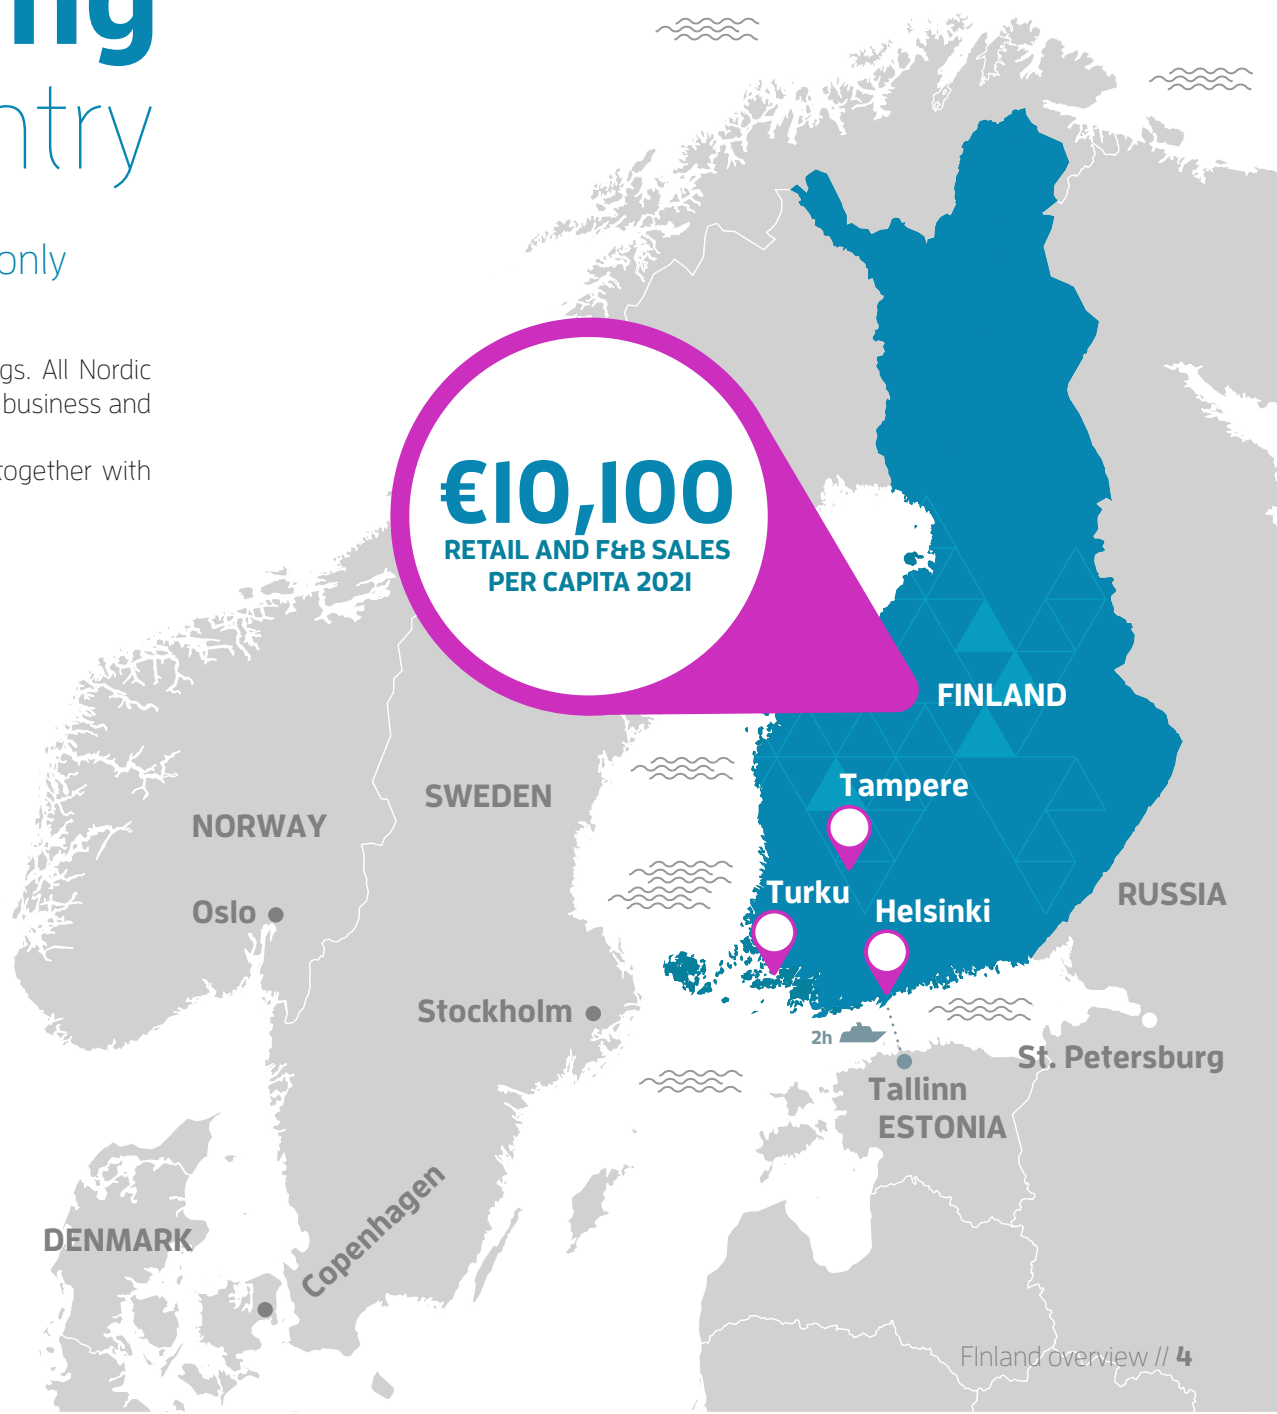 ng
ntry
only
gs. All Nordic
business and
together with
€10,100
RETAIL AND F&B SALES
PER CAPITA 2021
FINLAND
Tampere
SWEDEN
NORWAY
Turku
RUSSIA
Helsinki
Oslo
Stockholm
2h
St. Petersburg
Tallinn
ESTONIA
Copenhagen
DENMARK
FInland overview // 4